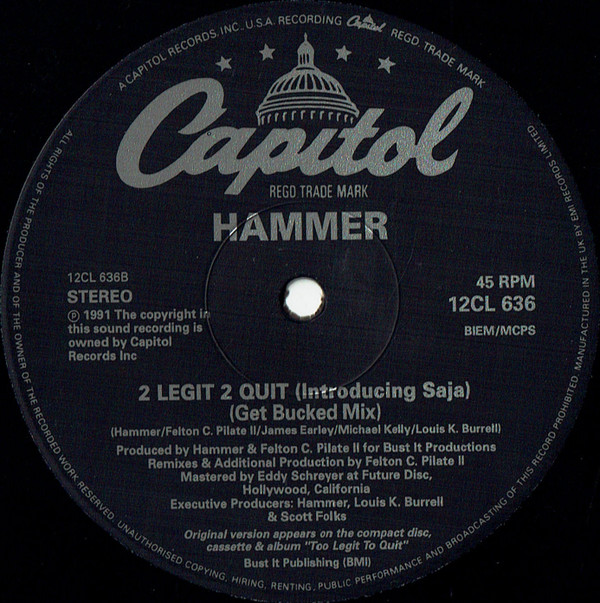 A CAPITOL RECORDS, INC. U.S.A. RECORDING Capitol REGD. TRADE MARK
Capitol
REGD TRADE MARK
HAMMER
12CL 636B
STEREO
℗ 1991 The copyright in
this sound recording is
owned by Capitol
Records Inc
45 RPM
12CL 636
BIEM/MCPS
2 LEGIT 2 QUIT (Introducing Saja)
(Get Bucked Mix)
(Hammer/Felton C. Pilate II/James Earley/Michael Kelly/Louis K. Burrell)
Produced by Hammer & Felton C. Pilate II for Bust It Productions
Remixes & Additional Production by Felton C. Pilate II
Mastered by Eddy Schreyer at Future Disc,
Hollywood, California
Executive Producers: Hammer, Louis K. Burrell
& Scott Folks
Original version appears on the compact disc,
cassette & album "Too Legit To Quit"
Bust It Publishing (BMI)
ALL RIGHTS OF THE PRODUCER AND OF THE OWNER OF THE RECORDED WORK RESERVED. UNAUTHORISED COPYING, HIRING, RENTING, PUBLIC PERFORMANCE AND BROADCASTING OF THIS RECORD PROHIBITED. MANUFACTURED IN THE UK BY EMI RECORDS LIMITED